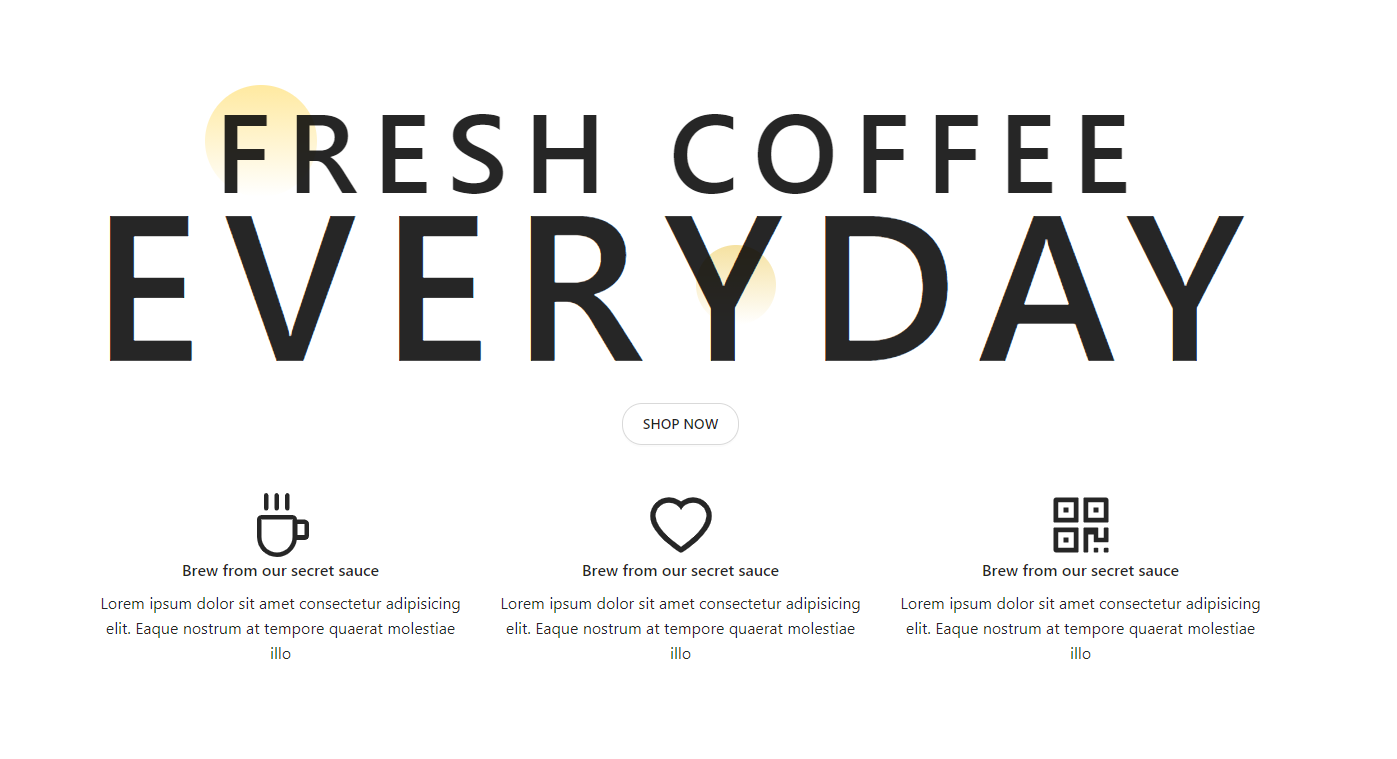 FRESH COFFEE
EVERYDAY
SHOP NOW
Brew from our secret sauce
Lorem ipsum dolor sit amet consectetur adipisicing
elit. Eaque nostrum at tempore quaerat molestiae
illo
Brew from our secret sauce
Lorem ipsum dolor sit amet consectetur adipisicing
elit. Eaque nostrum at tempore quaerat molestiae
illo
Brew from our secret sauce
Lorem ipsum dolor sit amet consectetur adipisicing
elit. Eaque nostrum at tempore quaerat molestiae
illo